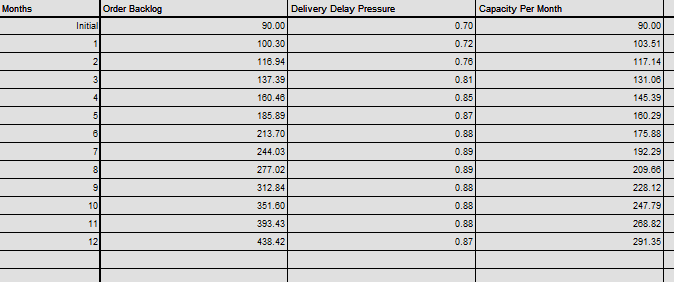 Months Order Backlog Delivery Delay Pressure Capacity Per Month
Initial 90.00 0.70 90.00
1 100.30 0.72 103.51
2 116.94 0.76 117.14
3 137.39 0.81 131.06
4 160.46 0.85 145.39
5 185.89 0.87 160.29
6 213.70 0.88 175.88
7 244.03 0.89 192.29
8 277.02 0.89 209.66
9 312.84 0.88 228.12
10 351.60 0.88 247.79
11 393.43 0.88 268.82
12 438.42 0.87 291.35